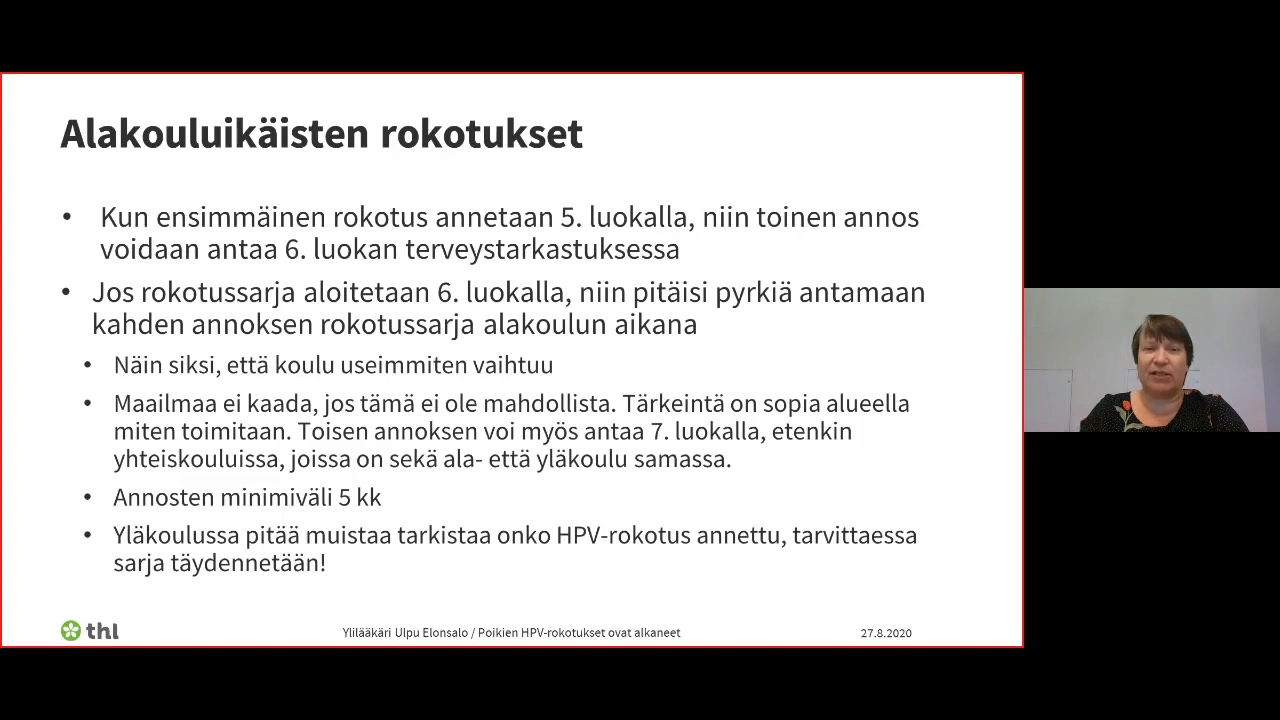 Alakouluikäisten rokotukset
• Kun ensimmäinen rokotus annetaan 5. luokalla, niin toinen annos
voidaan antaa 6. luokan terveystarkastuksessa
• Jos rokotussarja aloitetaan 6. luokalla, niin pitäisi pyrkiä antamaan
kahden annoksen rokotussarja alakoulun aikana
• Näin siksi, että koulu useimmiten vaihtuu
• Maailmaa ei kaada, jos tämä ei ole mahdollista. Tärkeintä on sopia alueella
miten toimitaan. Toisen annoksen voi myös antaa 7. luokalla, etenkin
yhteiskouluissa, joissa on sekä ala- että yläkoulu samassa.
• Annosten minimiväli 5 kk
• Yläkoulussa pitää muistaa tarkistaa onko HPV-rokotus annettu, tarvittaessa
sarja täydennetään!
thl
Ylilääkäri Ulpu Elonsalo / Poikien HPV-rokotukset ovat alkaneet
27.8.2020